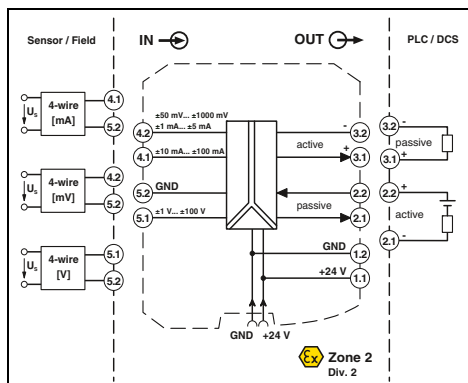 Sensor / Field
IN
OUT
PLC / DCS
Us
4-wire
[mA]
4.1
5.2
Us
4-wire
[mV]
4.2
5.2
Us
4-wire
[V]
5.1
5.2
±50 mV... ±1000 mV
±1 mA... ±5 mA
4.2
±10 mA... ±100 mA
4.1
GND
5.2
±1 V... ±100 V
5.1
-
3.2
active
+
3.1
2.2
passive
2.1
GND
1.2
+24 V
1.1
GND +24 V
3.2 -
passive
3.1 +
2.2 +
active
2.1 -
Ex Zone 2
Div. 2